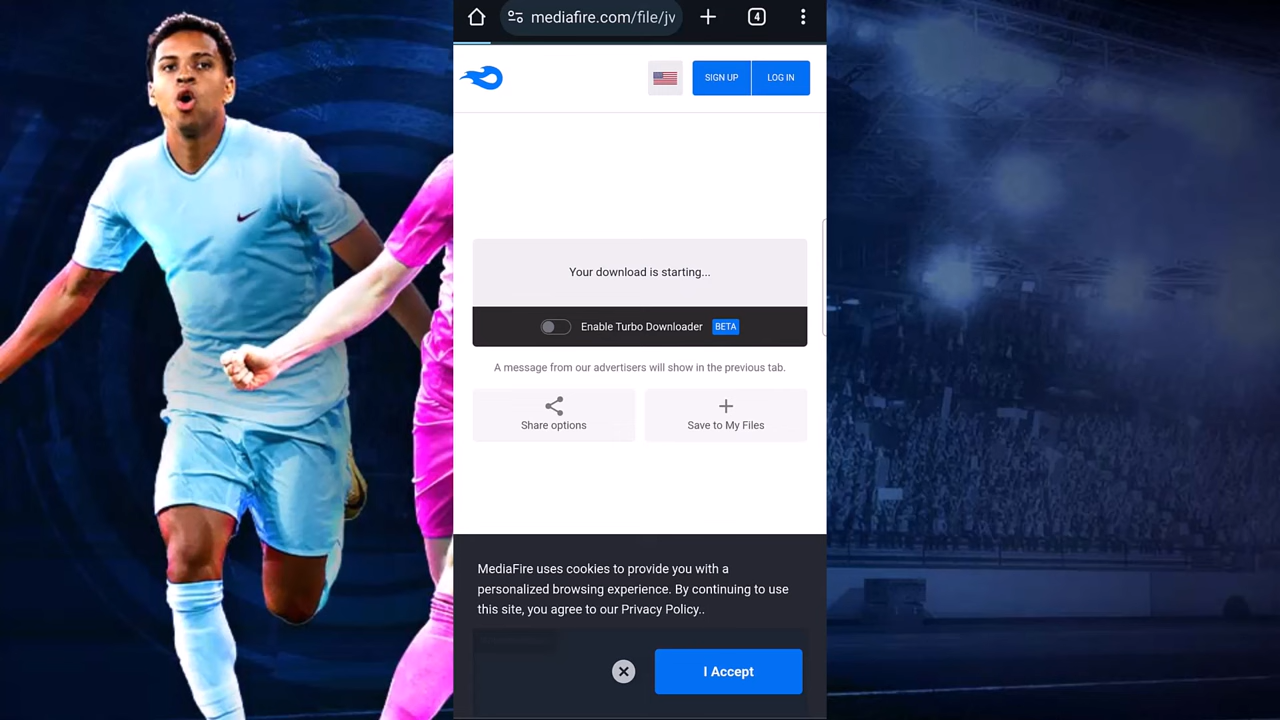 mediafire.com/file/jv
4
SIGN UP
LOG IN
Your download is starting...
Enable Turbo Downloader BETA
A message from our advertisers will show in the previous tab.
Share options
Save to My Files
MediaFire uses cookies to provide you with a
personalized browsing experience. By continuing to use
this site, you agree to our Privacy Policy..
I Accept